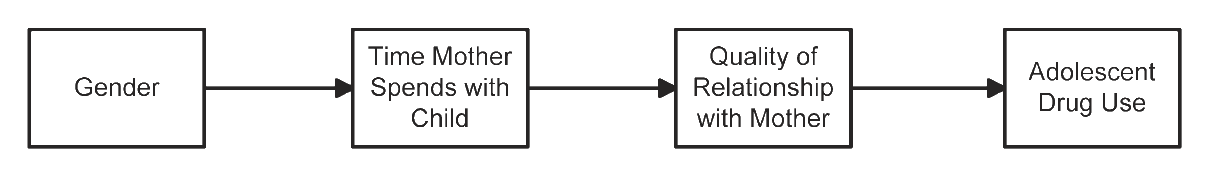 Gender
Time Mother
Spends with
Child
Quality of
Relationship
with Mother
Adolescent
Drug Use